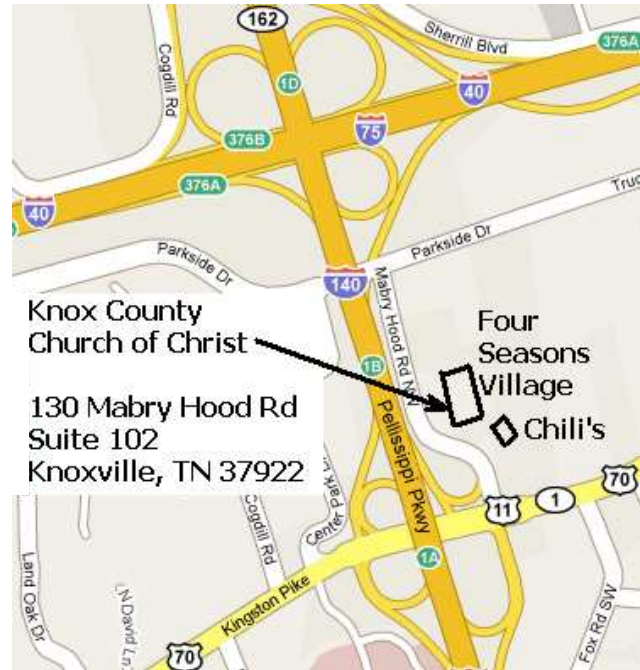 162
Sherrill Blvd
376A
Cogdill Rd
1D
40
75
376B
376A
40
Truc
Parkside Dr
Parkside Dr
140
Mabry Hood Rd NW
Knox County
Church of Christ
130 Mabry Hood Rd
Suite 102
Knoxville, TN 37922
Four
Seasons
Village
Chili's
1B
Pellissippi Pkwy
70
1
11
Center Park Dr
Cogdill Rd
1A
Land Oak Dr
N David Ln
Kingston Pike
Fox Rd SW
70